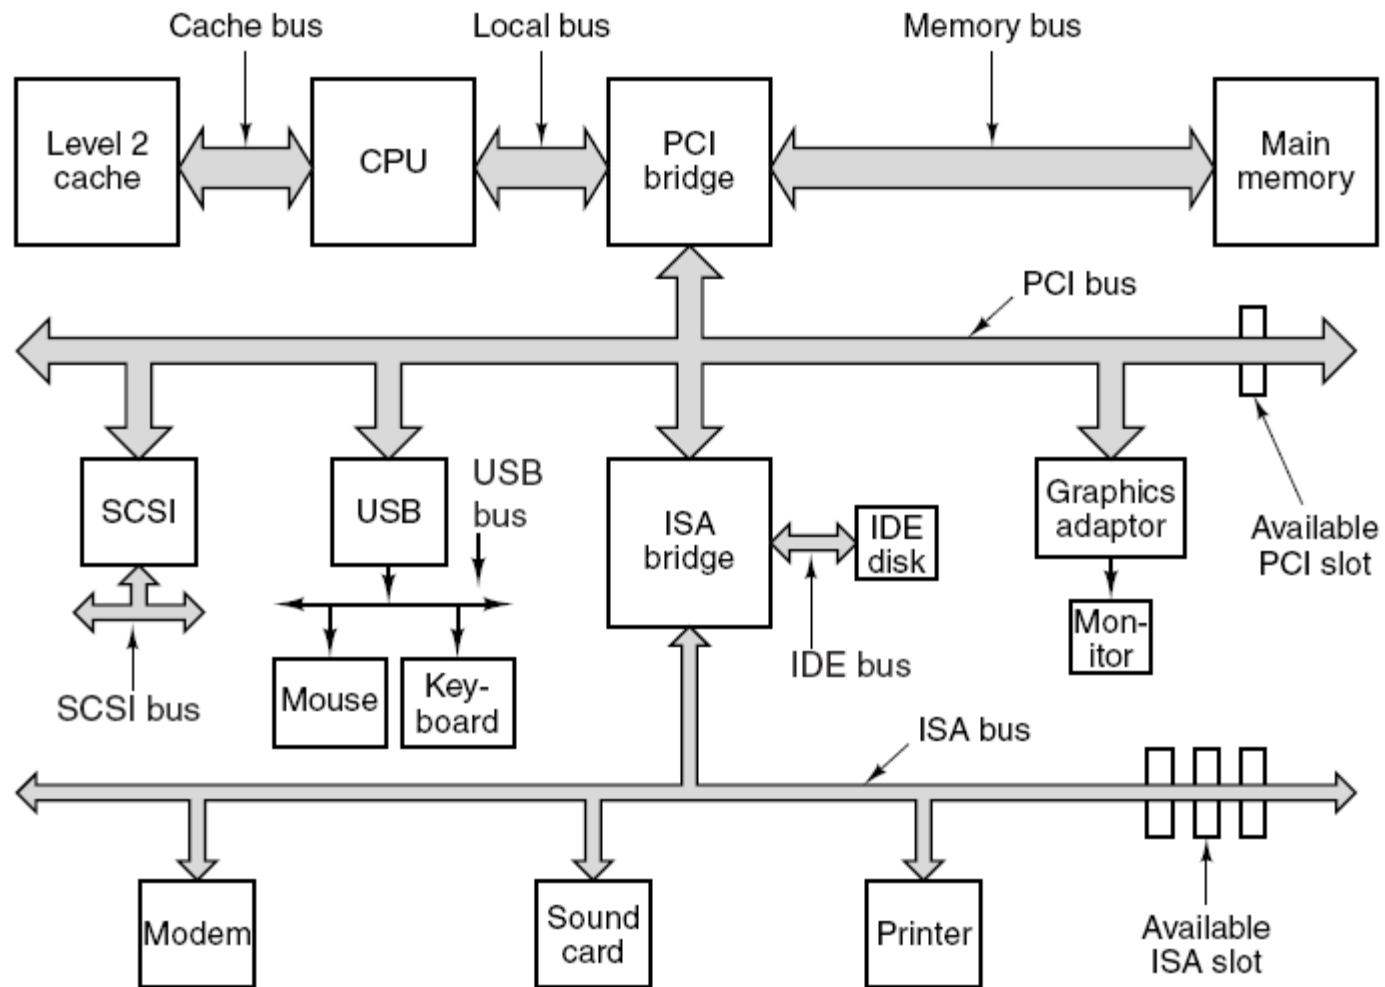 Cache bus
Local bus
Memory bus
Level 2
cache
CPU
PCI
bridge
Main
memory
PCI bus
SCSI
USB
USB
bus
ISA
bridge
IDE
disk
Graphics
adaptor
Available
PCI slot
Mon-
itor
IDE bus
SCSI bus
Mouse
Key-
board
ISA bus
Modem
Sound
card
Printer
Available
ISA slot